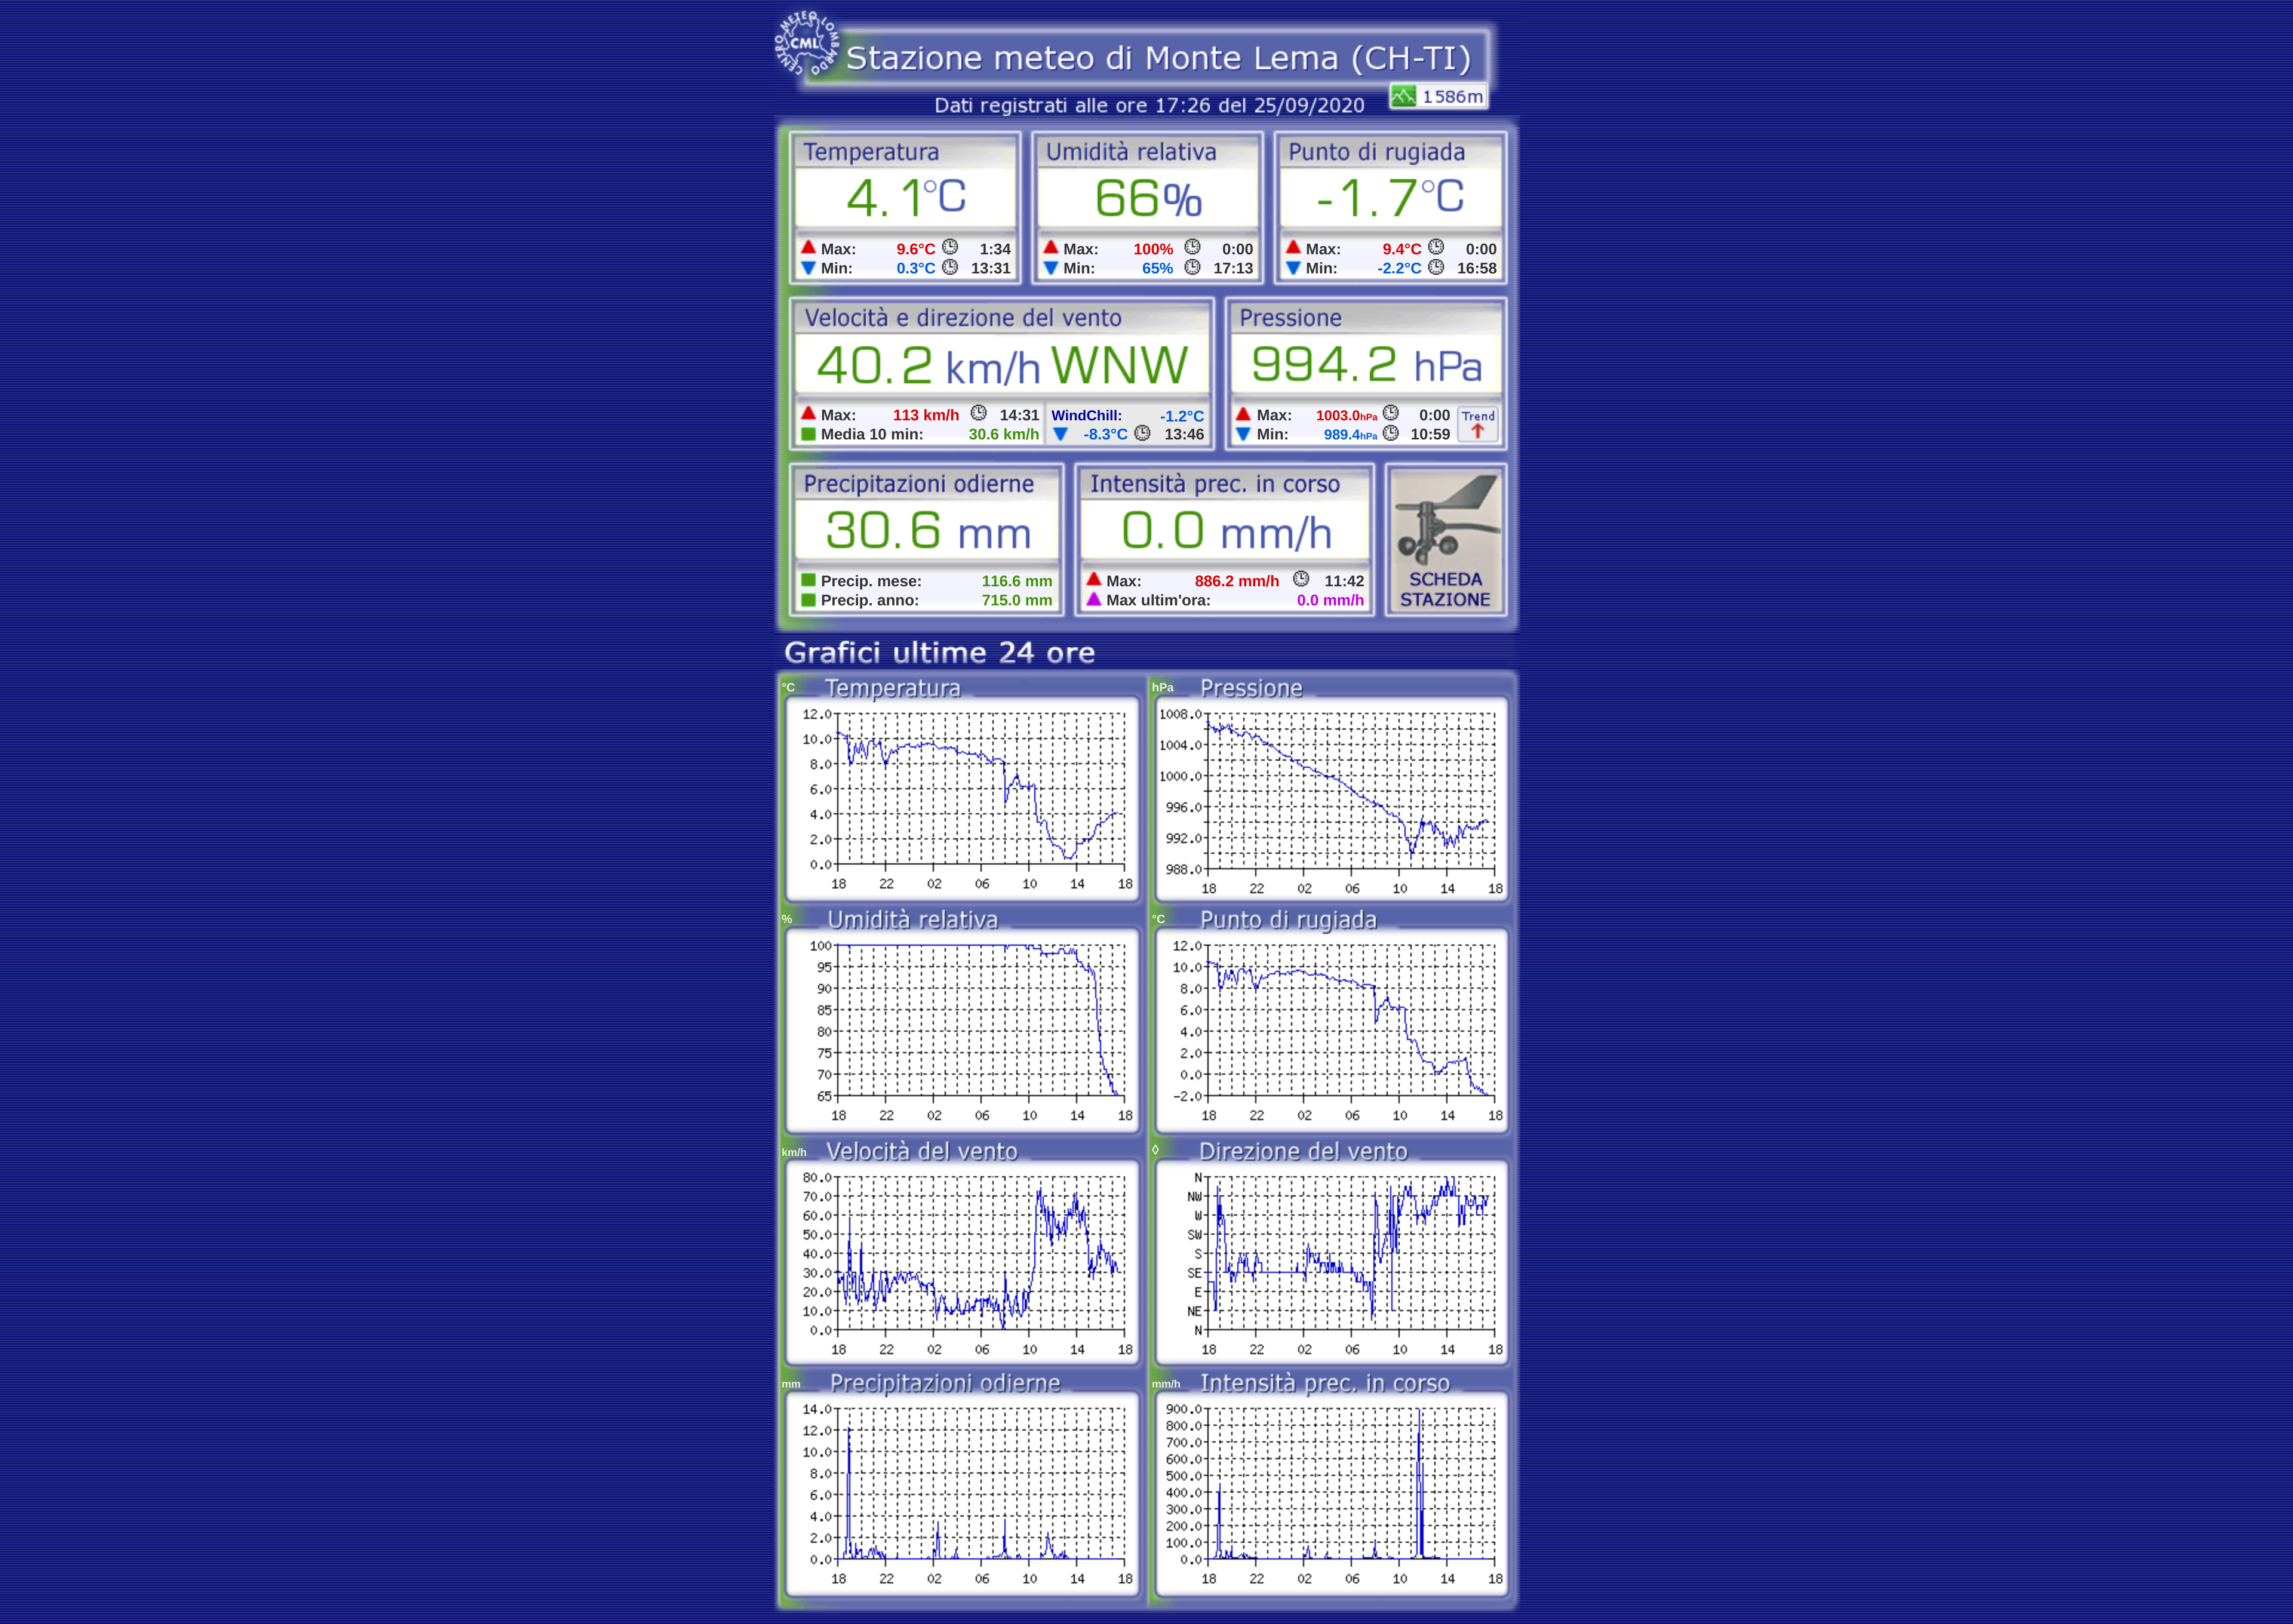 CENTRO METEO LOMBARDO
CML
Stazione meteo di Monte Lema (CH-TI)
1586m
Dati registrati alle ore 17:26 del 25/09/2020
Temperatura Umidità relativa Punto di rugiada
4.1°C 66% -1.7°C
Max: 9.6°C 1:34 Max: 100% 0:00 Max: 9.4°C 0:00
Min: 0.3°C 13:31 Min: 65% 17:13 Min: -2.2°C 16:58
Velocità e direzione del vento Pressione
40.2 km/h WNW 994.2 hPa
Max: 113 km/h 14:31 WindChill: -1.2°C Max: 1003.0hPa 0:00 Trend
Media 10 min: 30.6 km/h -8.3°C 13:46 Min: 989.4hPa 10:59
Precipitazioni odierne Intensità prec. in corso
30.6 mm 0.0 mm/h
Precip. mese: 116.6 mm Max: 886.2 mm/h 11:42 SCHEDA
Precip. anno: 715.0 mm Max ultim'ora: 0.0 mm/h STAZIONE
Grafici ultime 24 ore
°C Temperatura
12.0
10.0
8.0
6.0
4.0
2.0
0.0
18 22 02 06 10 14 18
hPa Pressione
1008.0
1004.0
1000.0
996.0
992.0
988.0
18 22 02 06 10 14 18
% Umidità relativa
100
95
90
85
80
75
70
65
18 22 02 06 10 14 18
°C Punto di rugiada
12.0
10.0
8.0
6.0
4.0
2.0
0.0
-2.0
18 22 02 06 10 14 18
km/h Velocità del vento
80.0
70.0
60.0
50.0
40.0
30.0
20.0
10.0
0.0
18 22 02 06 10 14 18
◊ Direzione del vento
N
NW
W
SW
S
SE
E
NE
N
18 22 02 06 10 14 18
mm Precipitazioni odierne
14.0
12.0
10.0
8.0
6.0
4.0
2.0
0.0
18 22 02 06 10 14 18
mm/h Intensità prec. in corso
900.0
800.0
700.0
600.0
500.0
400.0
300.0
200.0
100.0
0.0
18 22 02 06 10 14 18